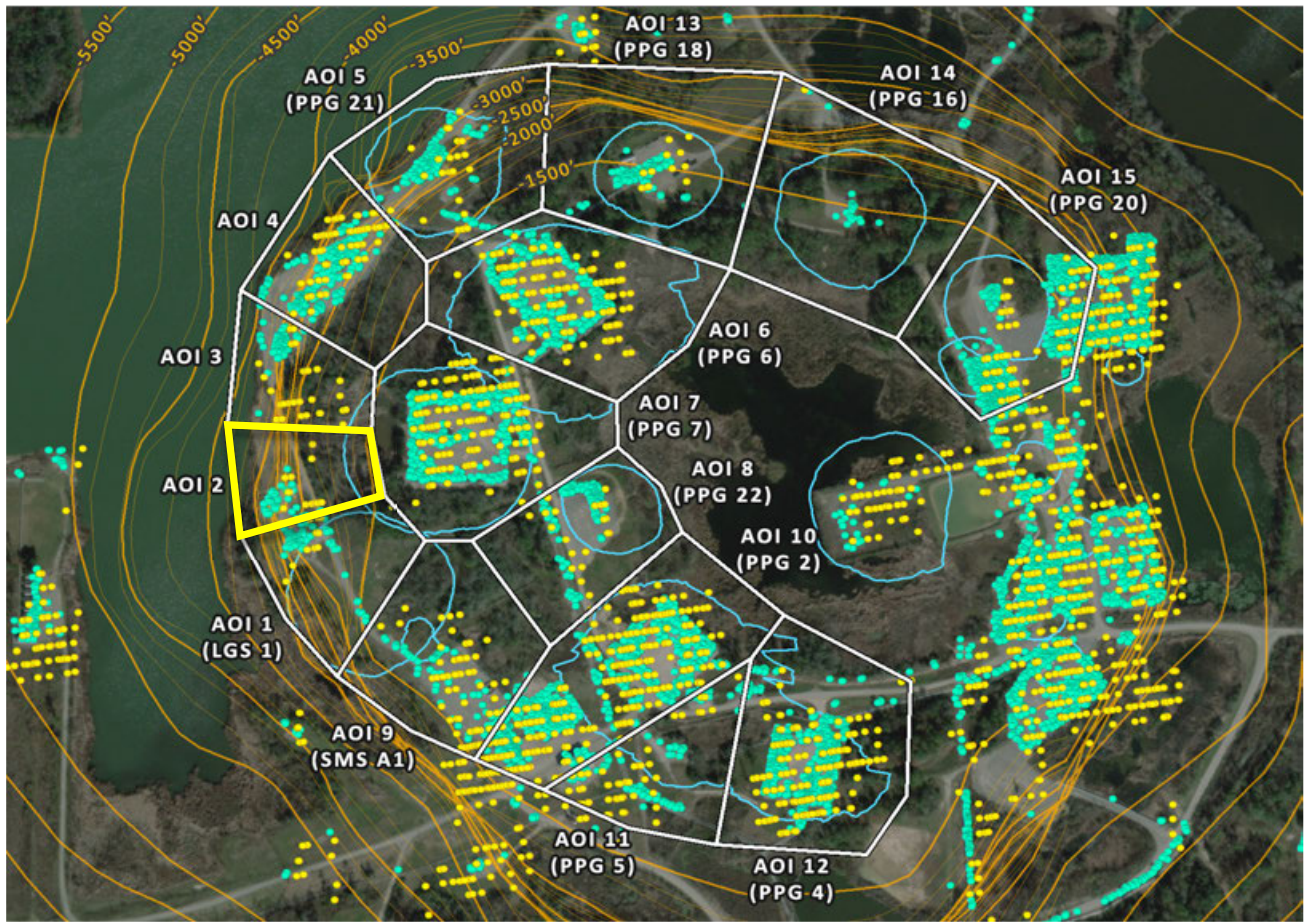 -5500'
-5000'
-4500'
-4000'
-3500'
-3000'
-2500'
-2000'
-1500'
AOI 13
(PPG 18)
AOI 5
(PPG 21)
AOI 14
(PPG 16)
AOI 15
(PPG 20)
AOI 4
AOI 3
AOI 6
(PPG 6)
AOI 7
(PPG 7)
AOI 2
AOI 8
(PPG 22)
AOI 10
(PPG 2)
AOI 1
(LGS 1)
AOI 9
(SMS A1)
AOI 11
(PPG 5)
AOI 12
(PPG 4)